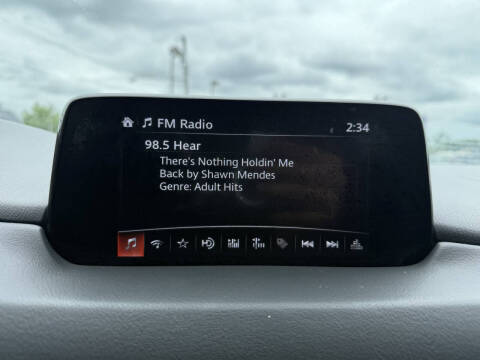 FM Radio
2:34
98.5 Hear
There's Nothing Holdin' Me
Back by Shawn Mendes
Genre: Adult Hits